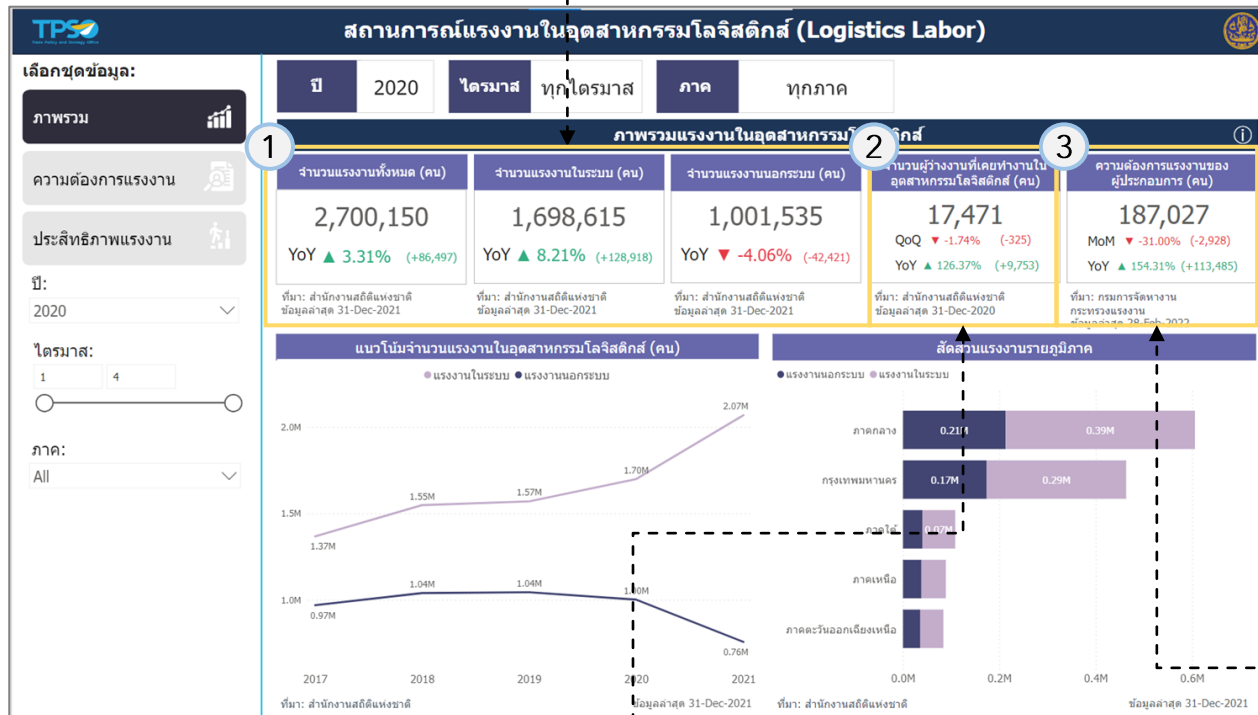 TPSO
สถานการณ์แรงงานในอุตสาหกรรมโลจิสติกส์ (Logistics Labor)
เลือกชุดข้อมูล:
ภาพรวม
ความต้องการแรงงาน
ประสิทธิภาพแรงงาน
ปี:
2020
ไตรมาส:
1 4
ภาค:
All
ปี 2020 ไตรมาส ทุกไตรมาส ภาค ทุกภาค
ภาพรวมแรงงานในอุตสาหกรรมโลจิสติกส์
1
จำนวนแรงงานทั้งหมด (คน)
2,700,150
YoY ▲ 3.31% (+86,497)
ที่มา: สำนักงานสถิติแห่งชาติ
ข้อมูลล่าสุด 31-Dec-2021
จำนวนแรงงานในระบบ (คน)
1,698,615
YoY ▲ 8.21% (+128,918)
ที่มา: สำนักงานสถิติแห่งชาติ
ข้อมูลล่าสุด 31-Dec-2021
จำนวนแรงงานนอกระบบ (คน)
1,001,535
YoY ▼ -4.06% (-42,421)
ที่มา: สำนักงานสถิติแห่งชาติ
ข้อมูลล่าสุด 31-Dec-2021
2
จำนวนผู้ว่างงานที่เคยทำงานใน
อุตสาหกรรมโลจิสติกส์ (คน)
17,471
QoQ ▼ -1.74% (-325)
YoY ▲ 126.37% (+9,753)
ที่มา: สำนักงานสถิติแห่งชาติ
ข้อมูลล่าสุด 31-Dec-2020
3
ความต้องการแรงงานของ
ผู้ประกอบการ (คน)
187,027
MoM ▼ -31.00% (-2,928)
YoY ▲ 154.31% (+113,485)
ที่มา: กรมการจัดหางาน
กระทรวงแรงงาน
ข้อมูลล่าสุด 28-Feb-2022
แนวโน้มจำนวนแรงงานในอุตสาหกรรมโลจิสติกส์ (คน)
แรงงานในระบบ แรงงานนอกระบบ
2.0M
1.5M
1.0M
1.37M
1.55M
1.57M
1.70M
2.07M
0.97M
1.04M
1.04M
1.00M
0.76M
2017 2018 2019 2020 2021
ที่มา: สำนักงานสถิติแห่งชาติ ข้อมูลล่าสุด 31-Dec-2021
สัดส่วนแรงงานรายภูมิภาค
แรงงานนอกระบบ แรงงานในระบบ
ภาคกลาง 0.21M 0.39M
กรุงเทพมหานคร 0.17M 0.29M
ภาคใต้ 0.07M
ภาคเหนือ
ภาคตะวันออกเฉียงเหนือ
0.0M 0.2M 0.4M 0.6M
ที่มา: สำนักงานสถิติแห่งชาติ ข้อมูลล่าสุด 31-Dec-2021